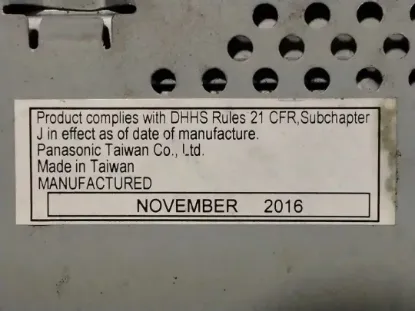 Product complies with DHHS Rules 21 CFR,Subchapter
J in effect as of date of manufacture.
Panasonic Taiwan Co., Ltd.
Made in Taiwan
MANUFACTURED
NOVEMBER 2016